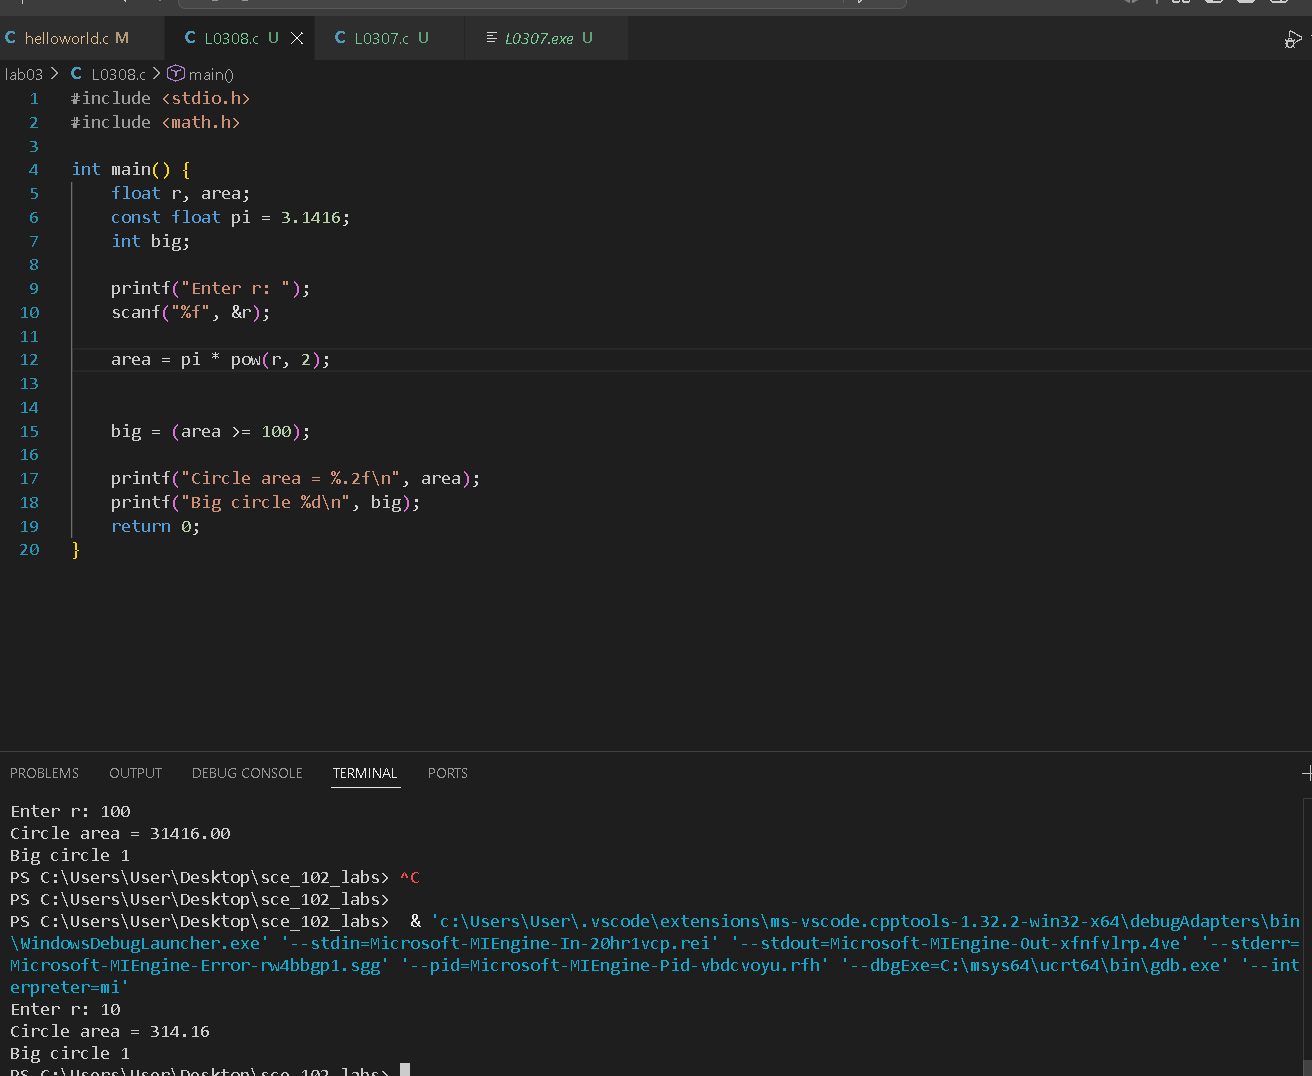 helloworld.c M
L0308.c U
L0307.c U
L0307.exe U
lab03 > C L0308.c > main()
1 #include <stdio.h>
2 #include <math.h>
3
4 int main() {
5 float r, area;
6 const float pi = 3.1416;
7 int big;
8
9 printf("Enter r: ");
10 scanf("%f", &r);
11
12 area = pi * pow(r, 2);
13
14
15 big = (area >= 100);
16
17 printf("Circle area = %.2f\n", area);
18 printf("Big circle %d\n", big);
19 return 0;
20 }
PROBLEMS OUTPUT DEBUG CONSOLE TERMINAL PORTS
Enter r: 100
Circle area = 31416.00
Big circle 1
PS C:\Users\User\Desktop\sce_102_labs> ^C
PS C:\Users\User\Desktop\sce_102_labs>
PS C:\Users\User\Desktop\sce_102_labs>  & 'c:\Users\User\.vscode\extensions\ms-vscode.cpptools-1.32.2-win32-x64\debugAdapters\bin
\WindowsDebugLauncher.exe' '--stdin=Microsoft-MIEngine-In-20hr1vcp.rei' '--stdout=Microsoft-MIEngine-Out-xfnfvlrp.4ve' '--stderr=
Microsoft-MIEngine-Error-rw4bbgp1.sgg' '--pid=Microsoft-MIEngine-Pid-vbdcvoyu.rfh' '--dbgExe=C:\msys64\ucrt64\bin\gdb.exe' '--int
erpreter=mi'
Enter r: 10
Circle area = 314.16
Big circle 1
PS C:\Users\User\Desktop\sce_102_labs>